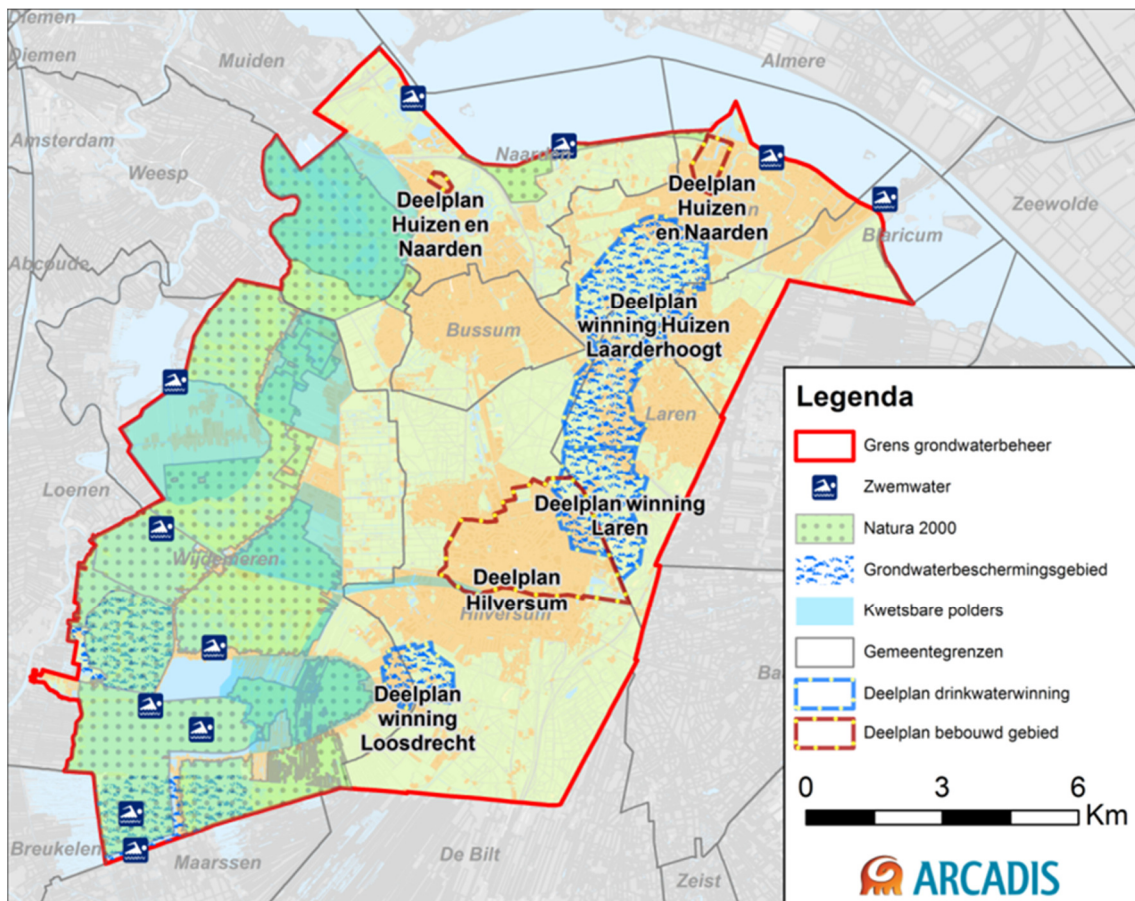 Diemen
Diemen
Muiden
Almere
Amsterdam
Weesp
Naarden
Zeewolde
Blaricum
Abcoude
Deelplan
Huizen en
Naarden
Deelplan
Huizen
en Naarden
Bussum
Deelplan
winning Huizen
Laarderhoogt
Laren
Loenen
Deelplan winning
Laren
Wijdemeren
Deelplan
Hilversum
Hilversum
Deelplan
winning
Loosdrecht
Breukelen
Maarssen
De Bilt
Zeist
Ba
Legenda
Grens grondwaterbeheer
Zwemwater
Natura 2000
Grondwaterbeschermingsgebied
Kwetsbare polders
Gemeentegrenzen
Deelplan drinkwaterwinning
Deelplan bebouwd gebied
0 3 6
Km
ARCADIS